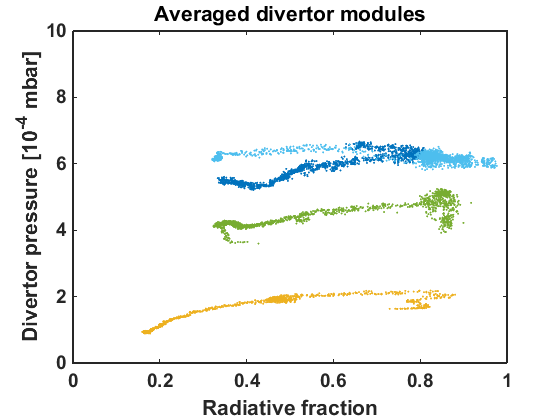 Averaged divertor modules
Divertor pressure [10⁻⁴ mbar]
10
8
6
4
2
0
0 0.2 0.4 0.6 0.8 1
Radiative fraction